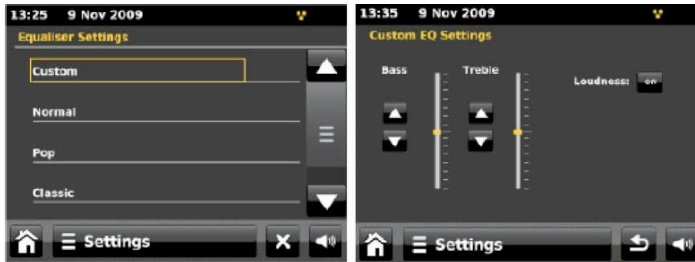 13:25 9 Nov 2009
Equaliser Settings
Custom
Normal
Pop
Classic
Settings
13:35 9 Nov 2009
Custom EQ Settings
Bass Treble
Loudness: on
Settings